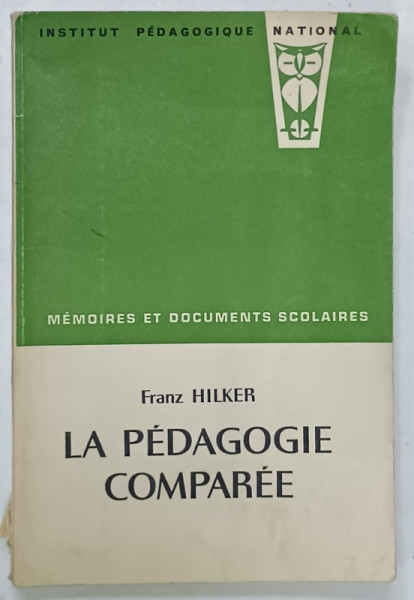 INSTITUT PÉDAGOGIQUE NATIONAL
MÉMOIRES ET DOCUMENTS SCOLAIRES
Franz HILKER
LA PÉDAGOGIE
COMPARÉE